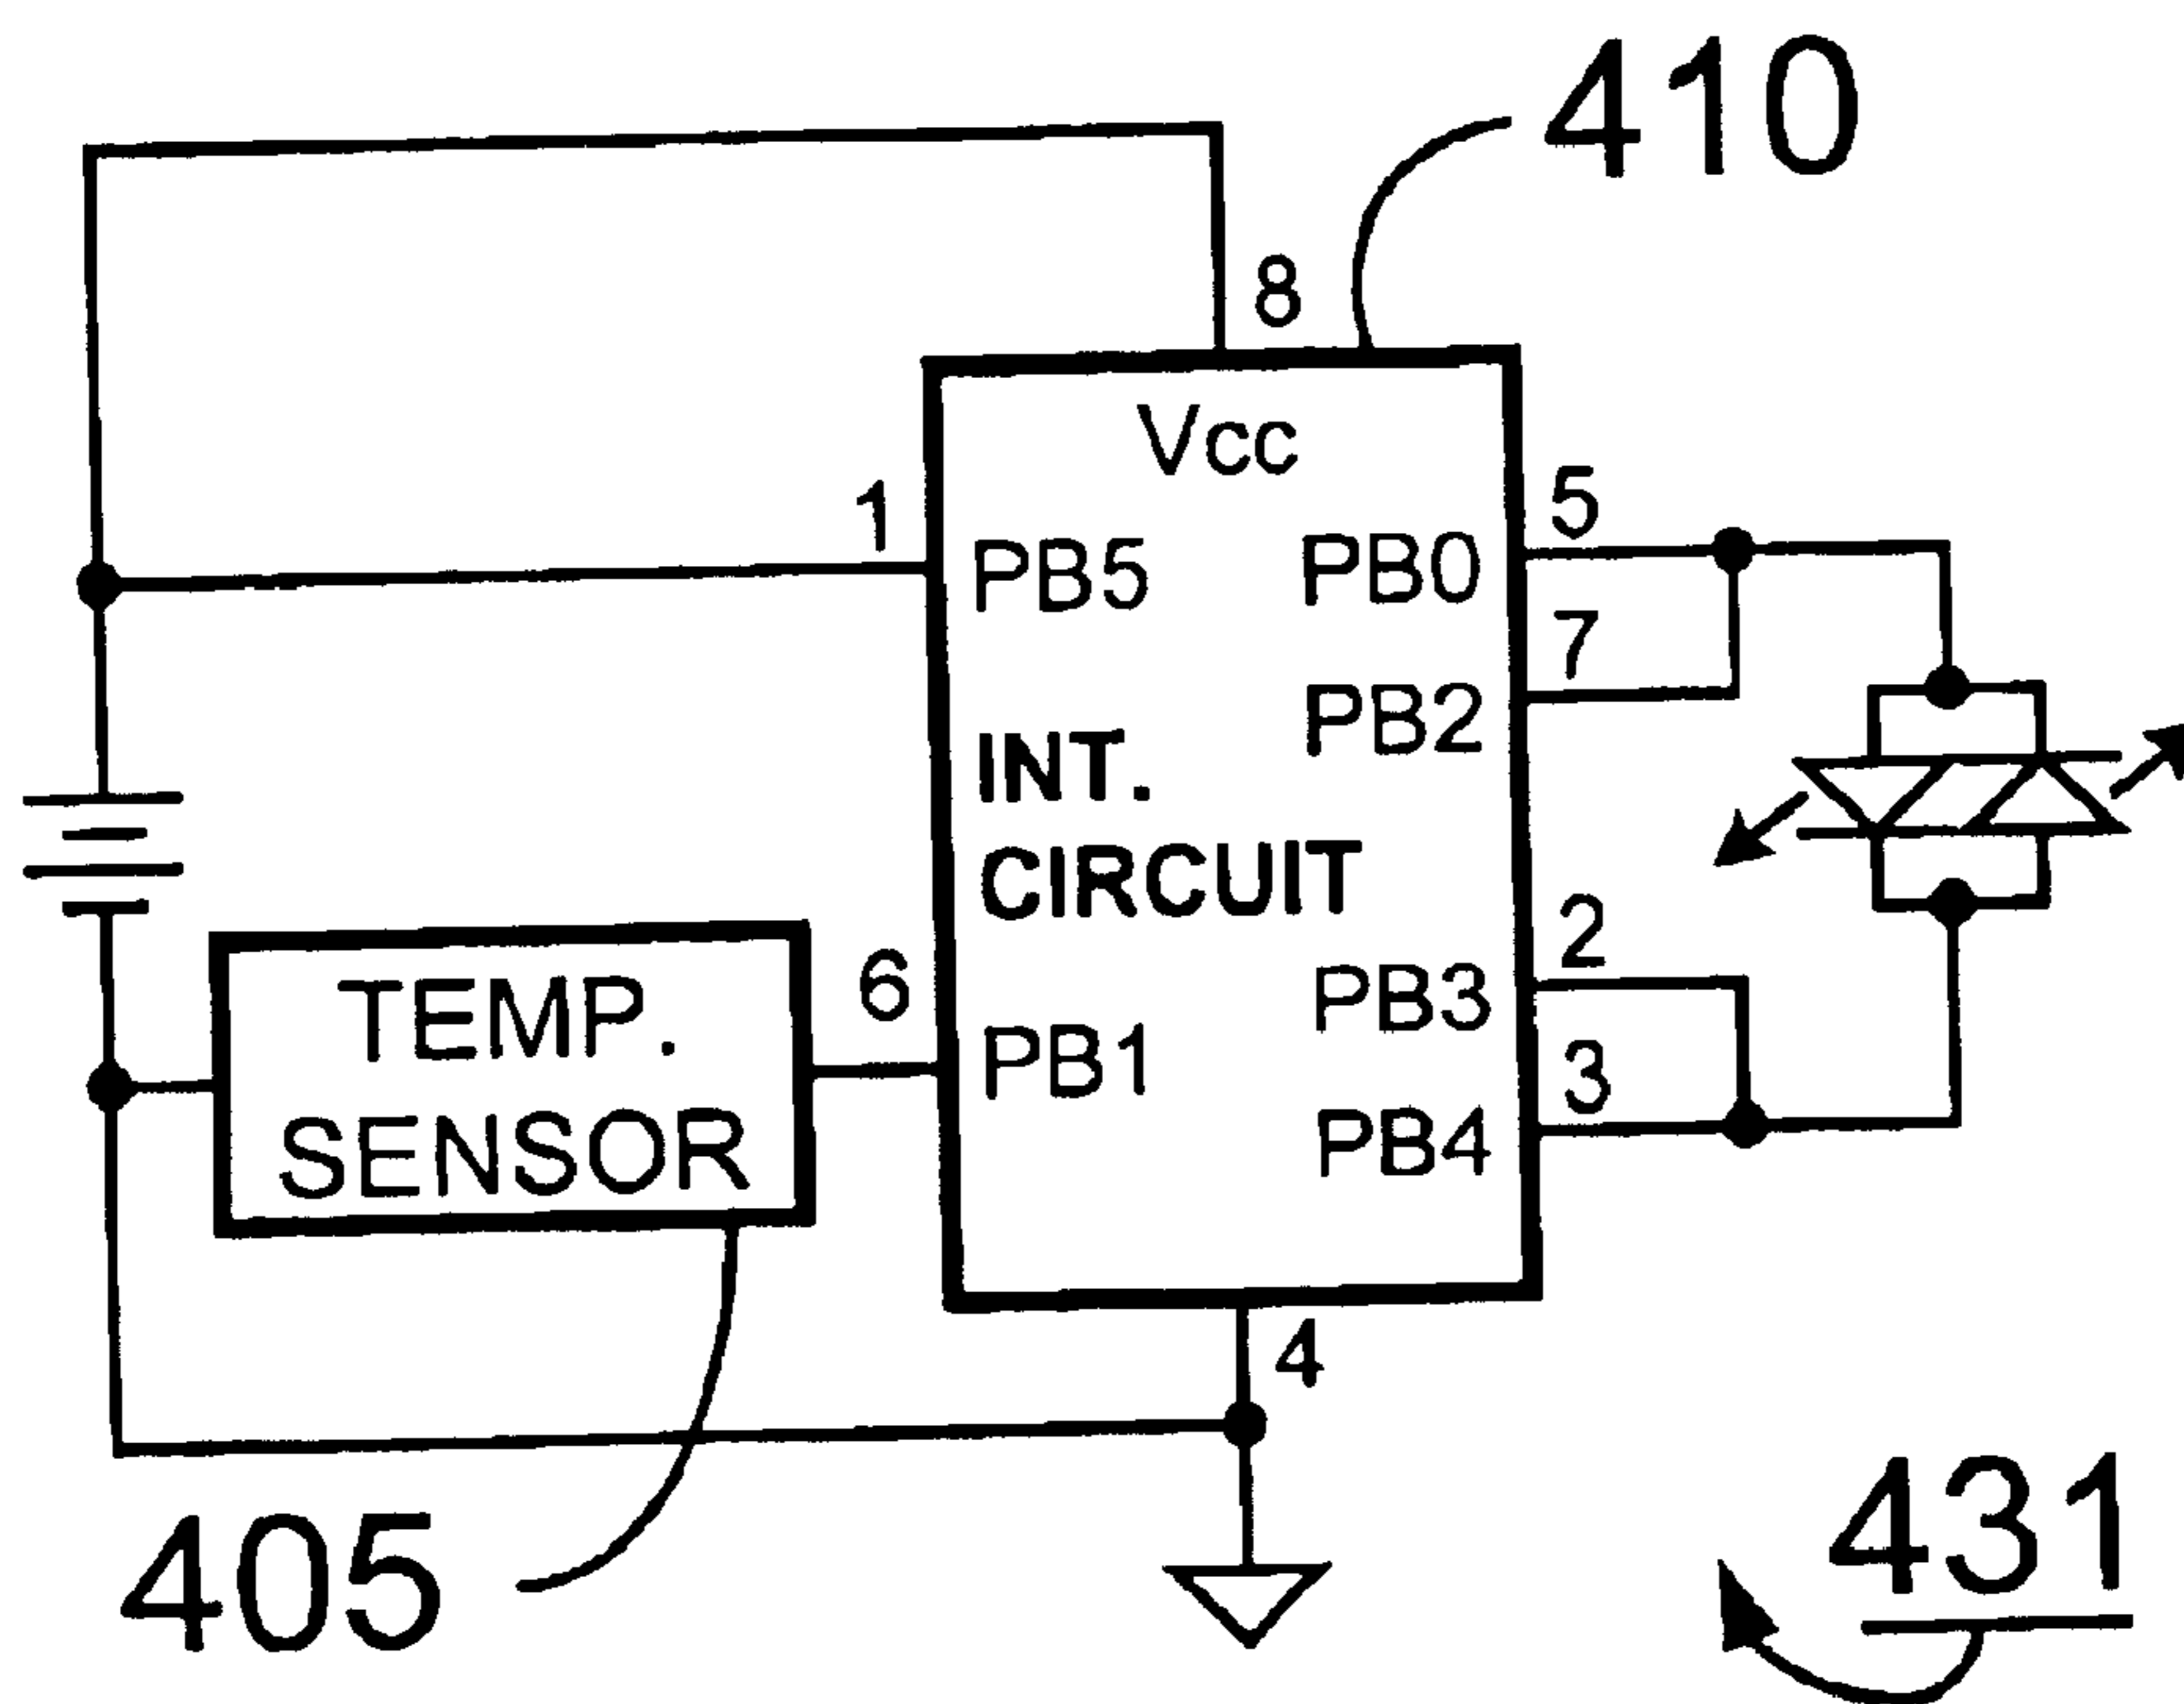 410
8
Vcc
1
5
PB5
PB0
7
PB2
INT.
CIRCUIT
2
TEMP.
SENSOR
6
PB3
PB1
3
PB4
4
405
431